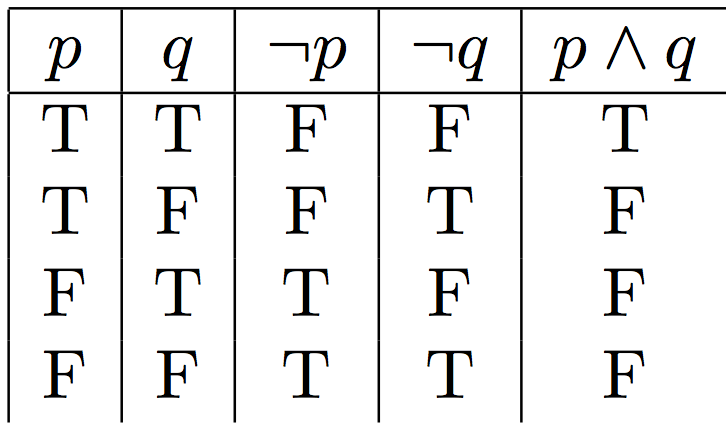 p q ¬p ¬q p ∧ q
T T F F T
T F F T F
F T T F F
F F T T F